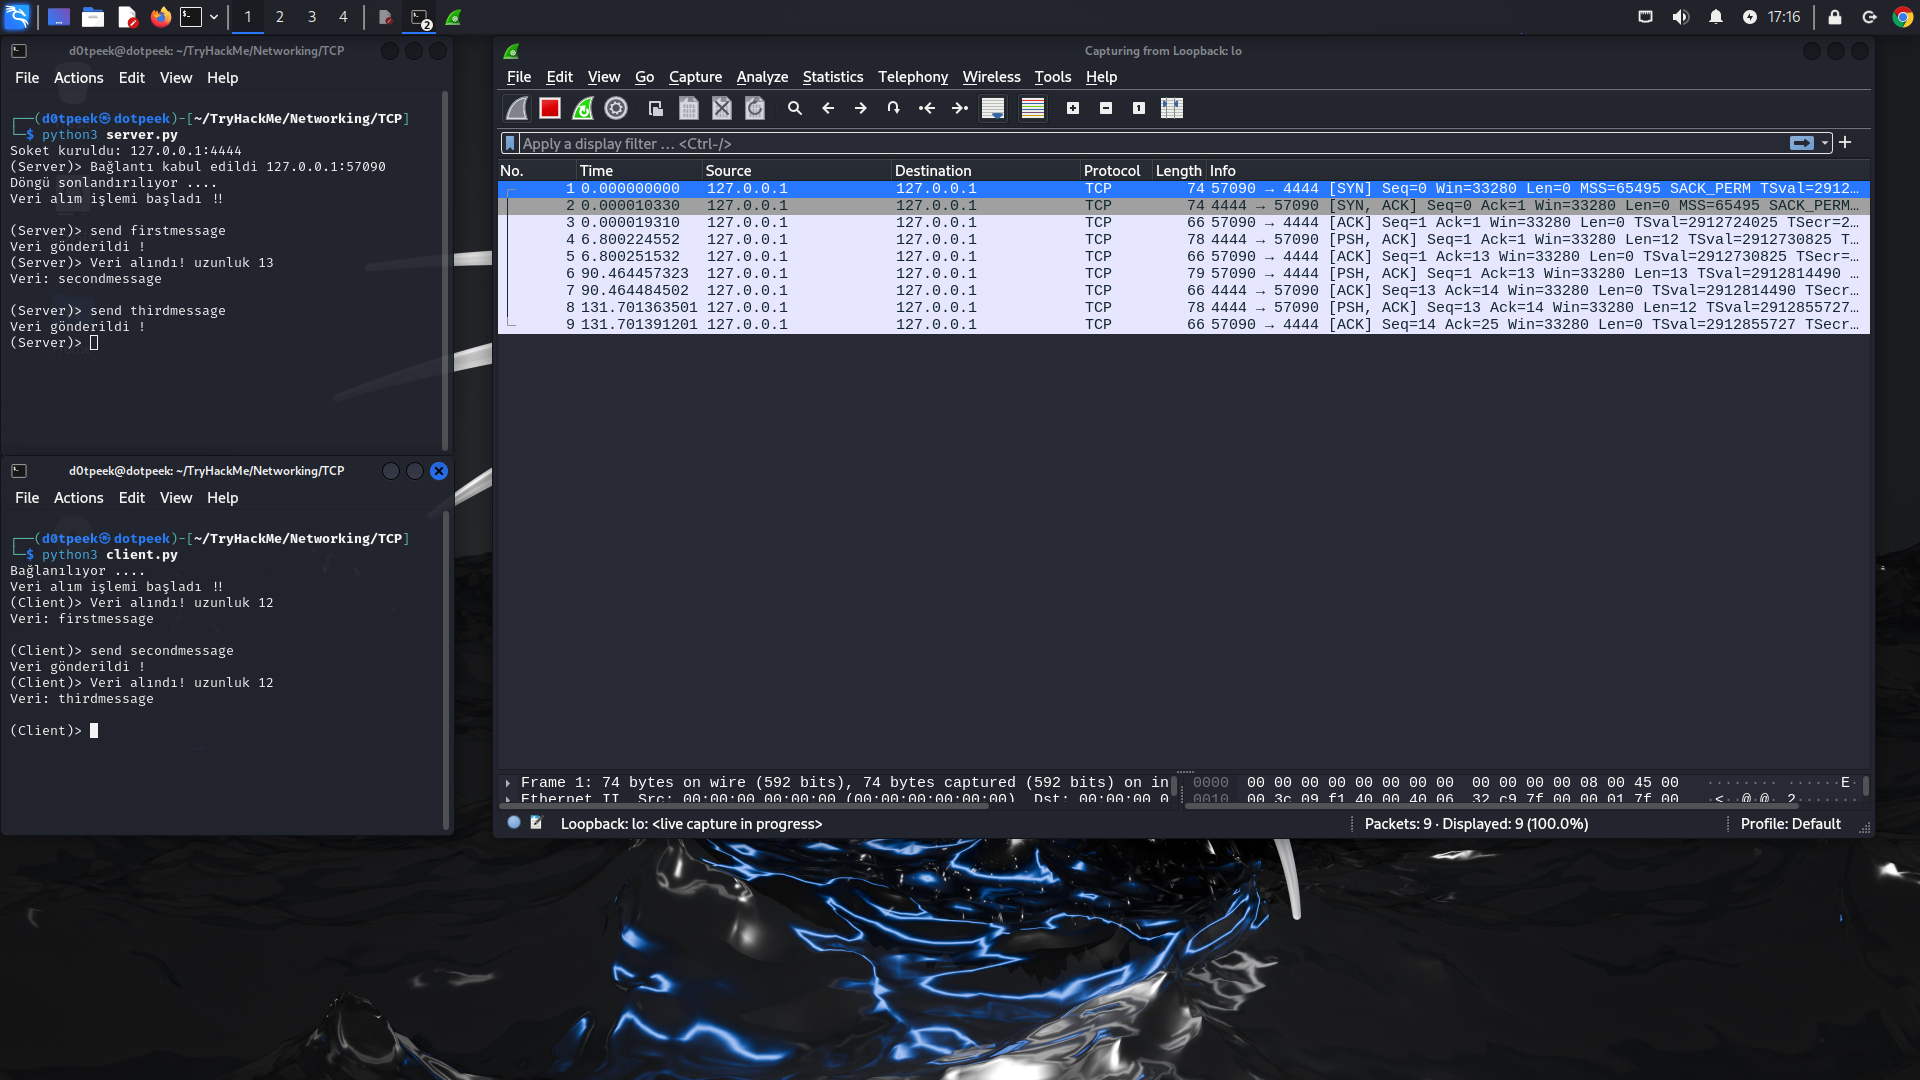 1 2 3 4
2
17:16
d0tpeek@dotpeek: ~/TryHackMe/Networking/TCP
File Actions Edit View Help
┌──(d0tpeek㉿dotpeek)-[~/TryHackMe/Networking/TCP]
└─$ python3 server.py
Soket kuruldu: 127.0.0.1:4444
(Server)> Bağlantı kabul edildi 127.0.0.1:57090
Döngü sonlandırılıyor ....
Veri alım işlemi başladı !!
(Server)> send firstmessage
Veri gönderildi !
(Server)> Veri alındı! uzunluk 13
Veri: secondmessage
(Server)> send thirdmessage
Veri gönderildi !
(Server)>
d0tpeek@dotpeek: ~/TryHackMe/Networking/TCP
File Actions Edit View Help
┌──(d0tpeek㉿dotpeek)-[~/TryHackMe/Networking/TCP]
└─$ python3 client.py
Bağlanılıyor ....
Veri alım işlemi başladı !!
(Client)> Veri alındı! uzunluk 12
Veri: firstmessage
(Client)> send secondmessage
Veri gönderildi !
(Client)> Veri alındı! uzunluk 12
Veri: thirdmessage
(Client)>
Capturing from Loopback: lo
File Edit View Go Capture Analyze Statistics Telephony Wireless Tools Help
Apply a display filter ... <Ctrl-/>
No. Time Source Destination Protocol Length Info
1 0.000000000 127.0.0.1 127.0.0.1 TCP 74 57090 → 4444 [SYN] Seq=0 Win=33280 Len=0 MSS=65495 SACK_PERM TSval=2912…
2 0.000010330 127.0.0.1 127.0.0.1 TCP 74 4444 → 57090 [SYN, ACK] Seq=0 Ack=1 Win=33280 Len=0 MSS=65495 SACK_PERM…
3 0.000019310 127.0.0.1 127.0.0.1 TCP 66 57090 → 4444 [ACK] Seq=1 Ack=1 Win=33280 Len=0 TSval=2912724025 TSecr=2…
4 6.800224552 127.0.0.1 127.0.0.1 TCP 78 4444 → 57090 [PSH, ACK] Seq=1 Ack=1 Win=33280 Len=12 TSval=2912730825 T…
5 6.800251532 127.0.0.1 127.0.0.1 TCP 66 57090 → 4444 [ACK] Seq=1 Ack=13 Win=33280 Len=0 TSval=2912730825 TSecr=…
6 90.464457323 127.0.0.1 127.0.0.1 TCP 79 57090 → 4444 [PSH, ACK] Seq=1 Ack=13 Win=33280 Len=13 TSval=2912814490 …
7 90.464484502 127.0.0.1 127.0.0.1 TCP 66 4444 → 57090 [ACK] Seq=13 Ack=14 Win=33280 Len=0 TSval=2912814490 TSecr…
8 131.701363501 127.0.0.1 127.0.0.1 TCP 78 4444 → 57090 [PSH, ACK] Seq=13 Ack=14 Win=33280 Len=12 TSval=2912855727…
9 131.701391201 127.0.0.1 127.0.0.1 TCP 66 57090 → 4444 [ACK] Seq=14 Ack=25 Win=33280 Len=0 TSval=2912855727 TSecr…
Frame 1: 74 bytes on wire (592 bits), 74 bytes captured (592 bits) on in
Ethernet II, Src: 00:00:00_00:00:00 (00:00:00:00:00:00), Dst: 00:00:00_0
0000 00 00 00 00 00 00 00 00 00 00 00 00 08 00 45 00 ········ ······E·
0010 00 3c 09 f1 40 00 40 06 32 c9 7f 00 00 01 7f 00 ·<··@·@· 2·······
Loopback: lo: <live capture in progress>
Packets: 9 · Displayed: 9 (100.0%)
Profile: Default